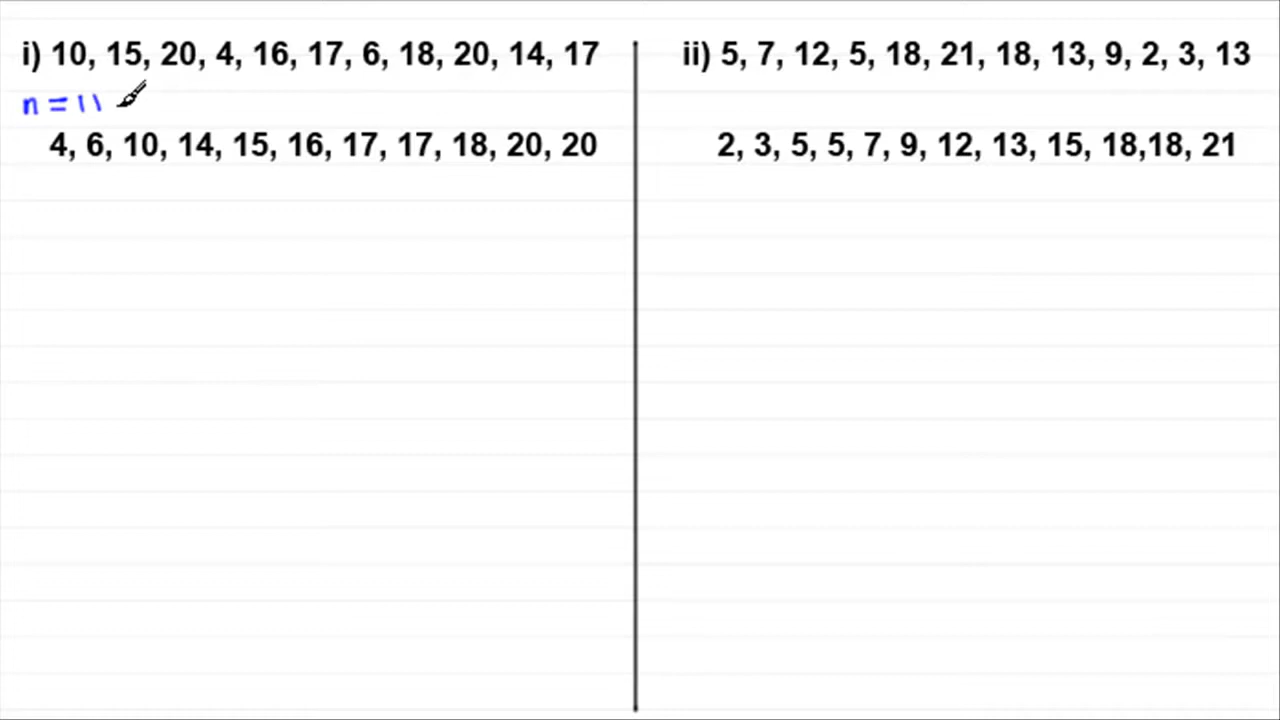 i) 10, 15, 20, 4, 16, 17, 6, 18, 20, 14, 17
n = 11
4, 6, 10, 14, 15, 16, 17, 17, 18, 20, 20
ii) 5, 7, 12, 5, 18, 21, 18, 13, 9, 2, 3, 13
2, 3, 5, 5, 7, 9, 12, 13, 15, 18,18, 21